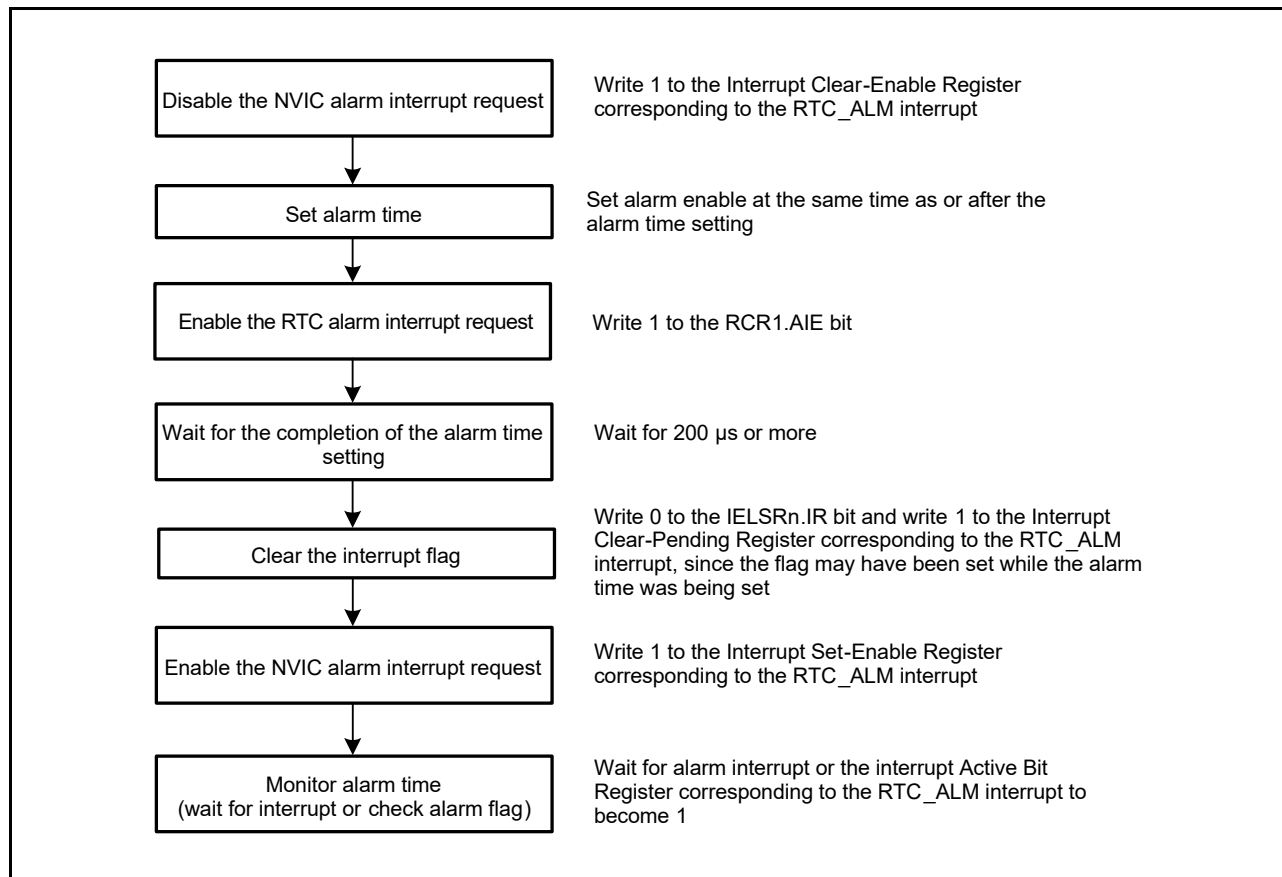 Disable the NVIC alarm interrupt request
Write 1 to the Interrupt Clear-Enable Register
corresponding to the RTC_ALM interrupt
Set alarm time
Set alarm enable at the same time as or after the
alarm time setting
Enable the RTC alarm interrupt request
Write 1 to the RCR1.AIE bit
Wait for the completion of the alarm time
setting
Wait for 200 µs or more
Clear the interrupt flag
Write 0 to the IELSRn.IR bit and write 1 to the Interrupt
Clear-Pending Register corresponding to the RTC_ALM
interrupt, since the flag may have been set while the alarm
time was being set
Enable the NVIC alarm interrupt request
Write 1 to the Interrupt Set-Enable Register
corresponding to the RTC_ALM interrupt
Monitor alarm time
(wait for interrupt or check alarm flag)
Wait for alarm interrupt or the interrupt Active Bit
Register corresponding to the RTC_ALM interrupt to
become 1